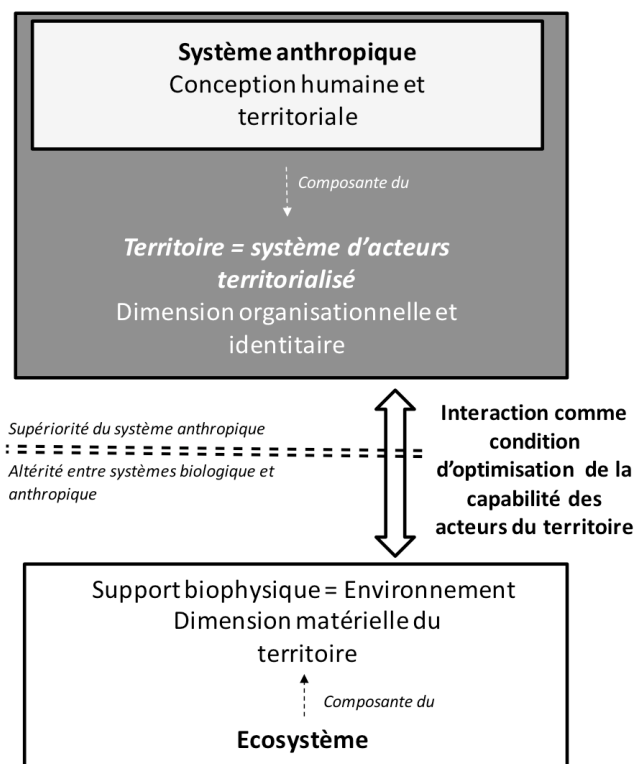 Système anthropique
Conception humaine et
territoriale
Composante du
Territoire = système d'acteurs
territorialisé
Dimension organisationnelle et
identitaire
Supériorité du système anthropique
Altérité entre systèmes biologique et
anthropique
Interaction comme
condition
d'optimisation de la
capabilité des
acteurs du territoire
Support biophysique = Environnement
Dimension matérielle du
territoire
Composante du
Ecosystème